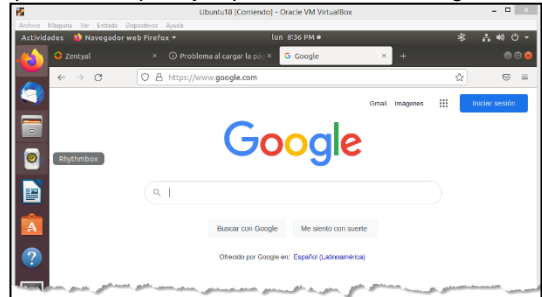 Ubuntu18 [Corriendo] - Oracle VM VirtualBox
Archivo Máquina Ver Entrada Dispositivos Ayuda
Actividades Navegador web Firefox lun 8:36 PM
Zentyal Problema al cargar la pág Google
https://www.google.com
Gmail Imágenes Iniciar sesión
Google
Rhythmbox
Buscar con Google Me siento con suerte
Ofrecido por Google en: Español (Latinoamérica)